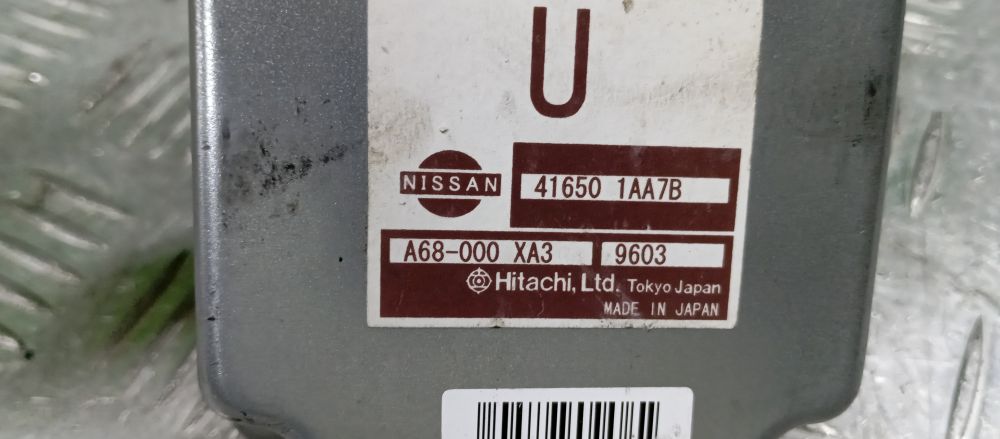 U
NISSAN
41650 1AA7B
A68-000 XA3 9603
Hitachi, Ltd. Tokyo Japan
MADE IN JAPAN